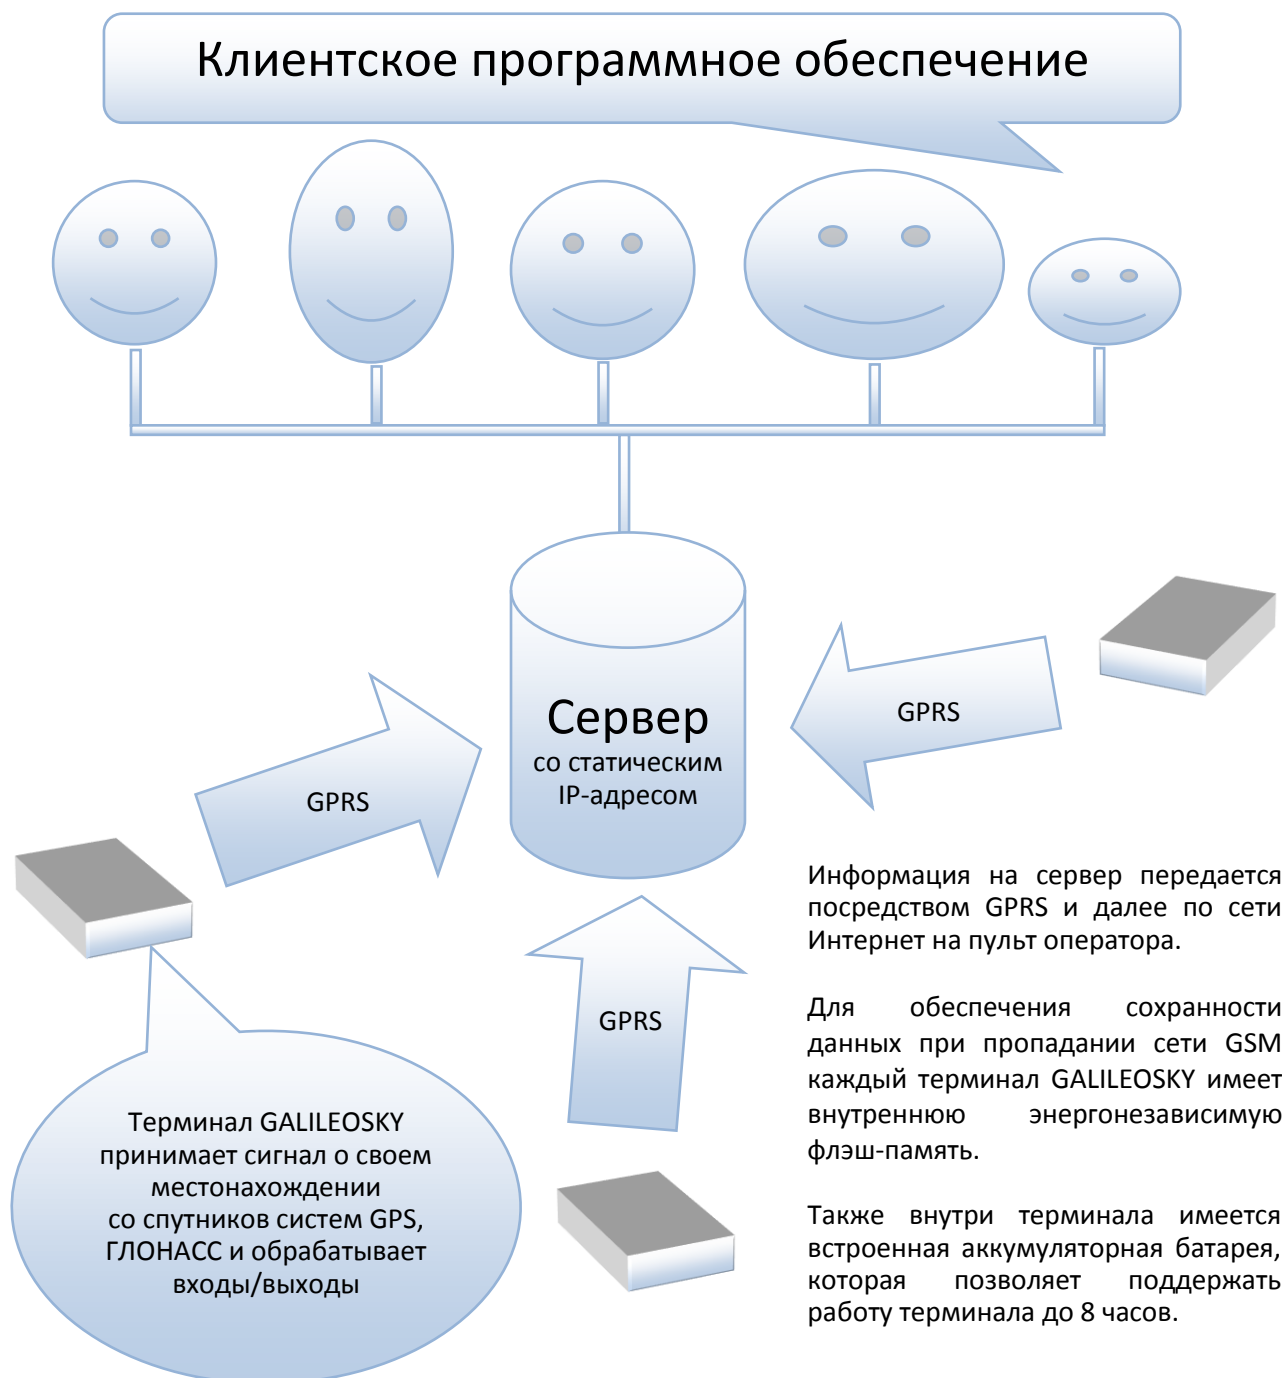 Клиентское программное обеспечение
Сервер
со статическим
IP-адресом
GPRS
GPRS
GPRS
Терминал GALILEOSKY
принимает сигнал о своем
местонахождении
со спутников систем GPS,
ГЛОНАСС и обрабатывает
входы/выходы
Информация на сервер передается
посредством GPRS и далее по сети
Интернет на пульт оператора.
Для обеспечения сохранности
данных при пропадании сети GSM
каждый терминал GALILEOSKY имеет
внутреннюю энергонезависимую
флэш-память.
Также внутри терминала имеется
встроенная аккумуляторная батарея,
которая позволяет поддержать
работу терминала до 8 часов.